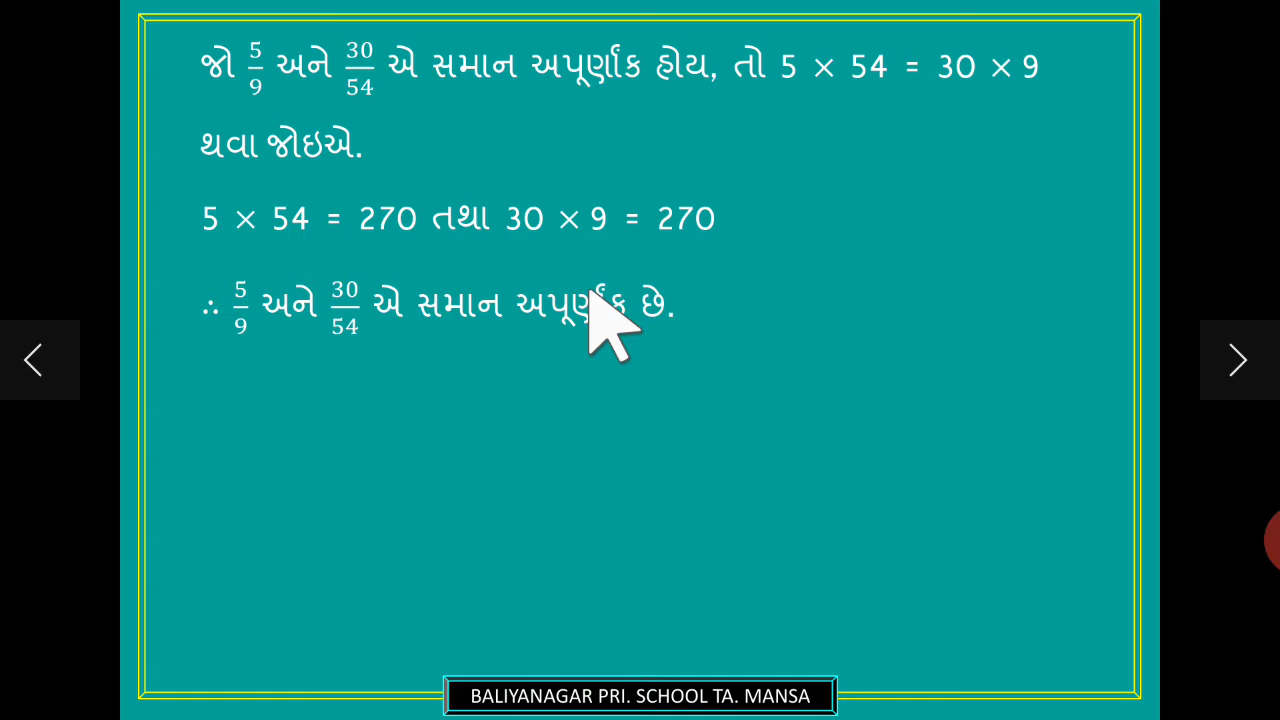 જો 5/9 અને 30/54 એ સમાન અપૂર્ણાંક હોય, તો 5 × 54 = 30 × 9
થવા જોઇએ.
5 × 54 = 270 તથા 30 × 9 = 270
∴ 5/9 અને 30/54 એ સમાન અપૂર્ણાંક છે.
BALIYANAGAR PRI. SCHOOL TA. MANSA